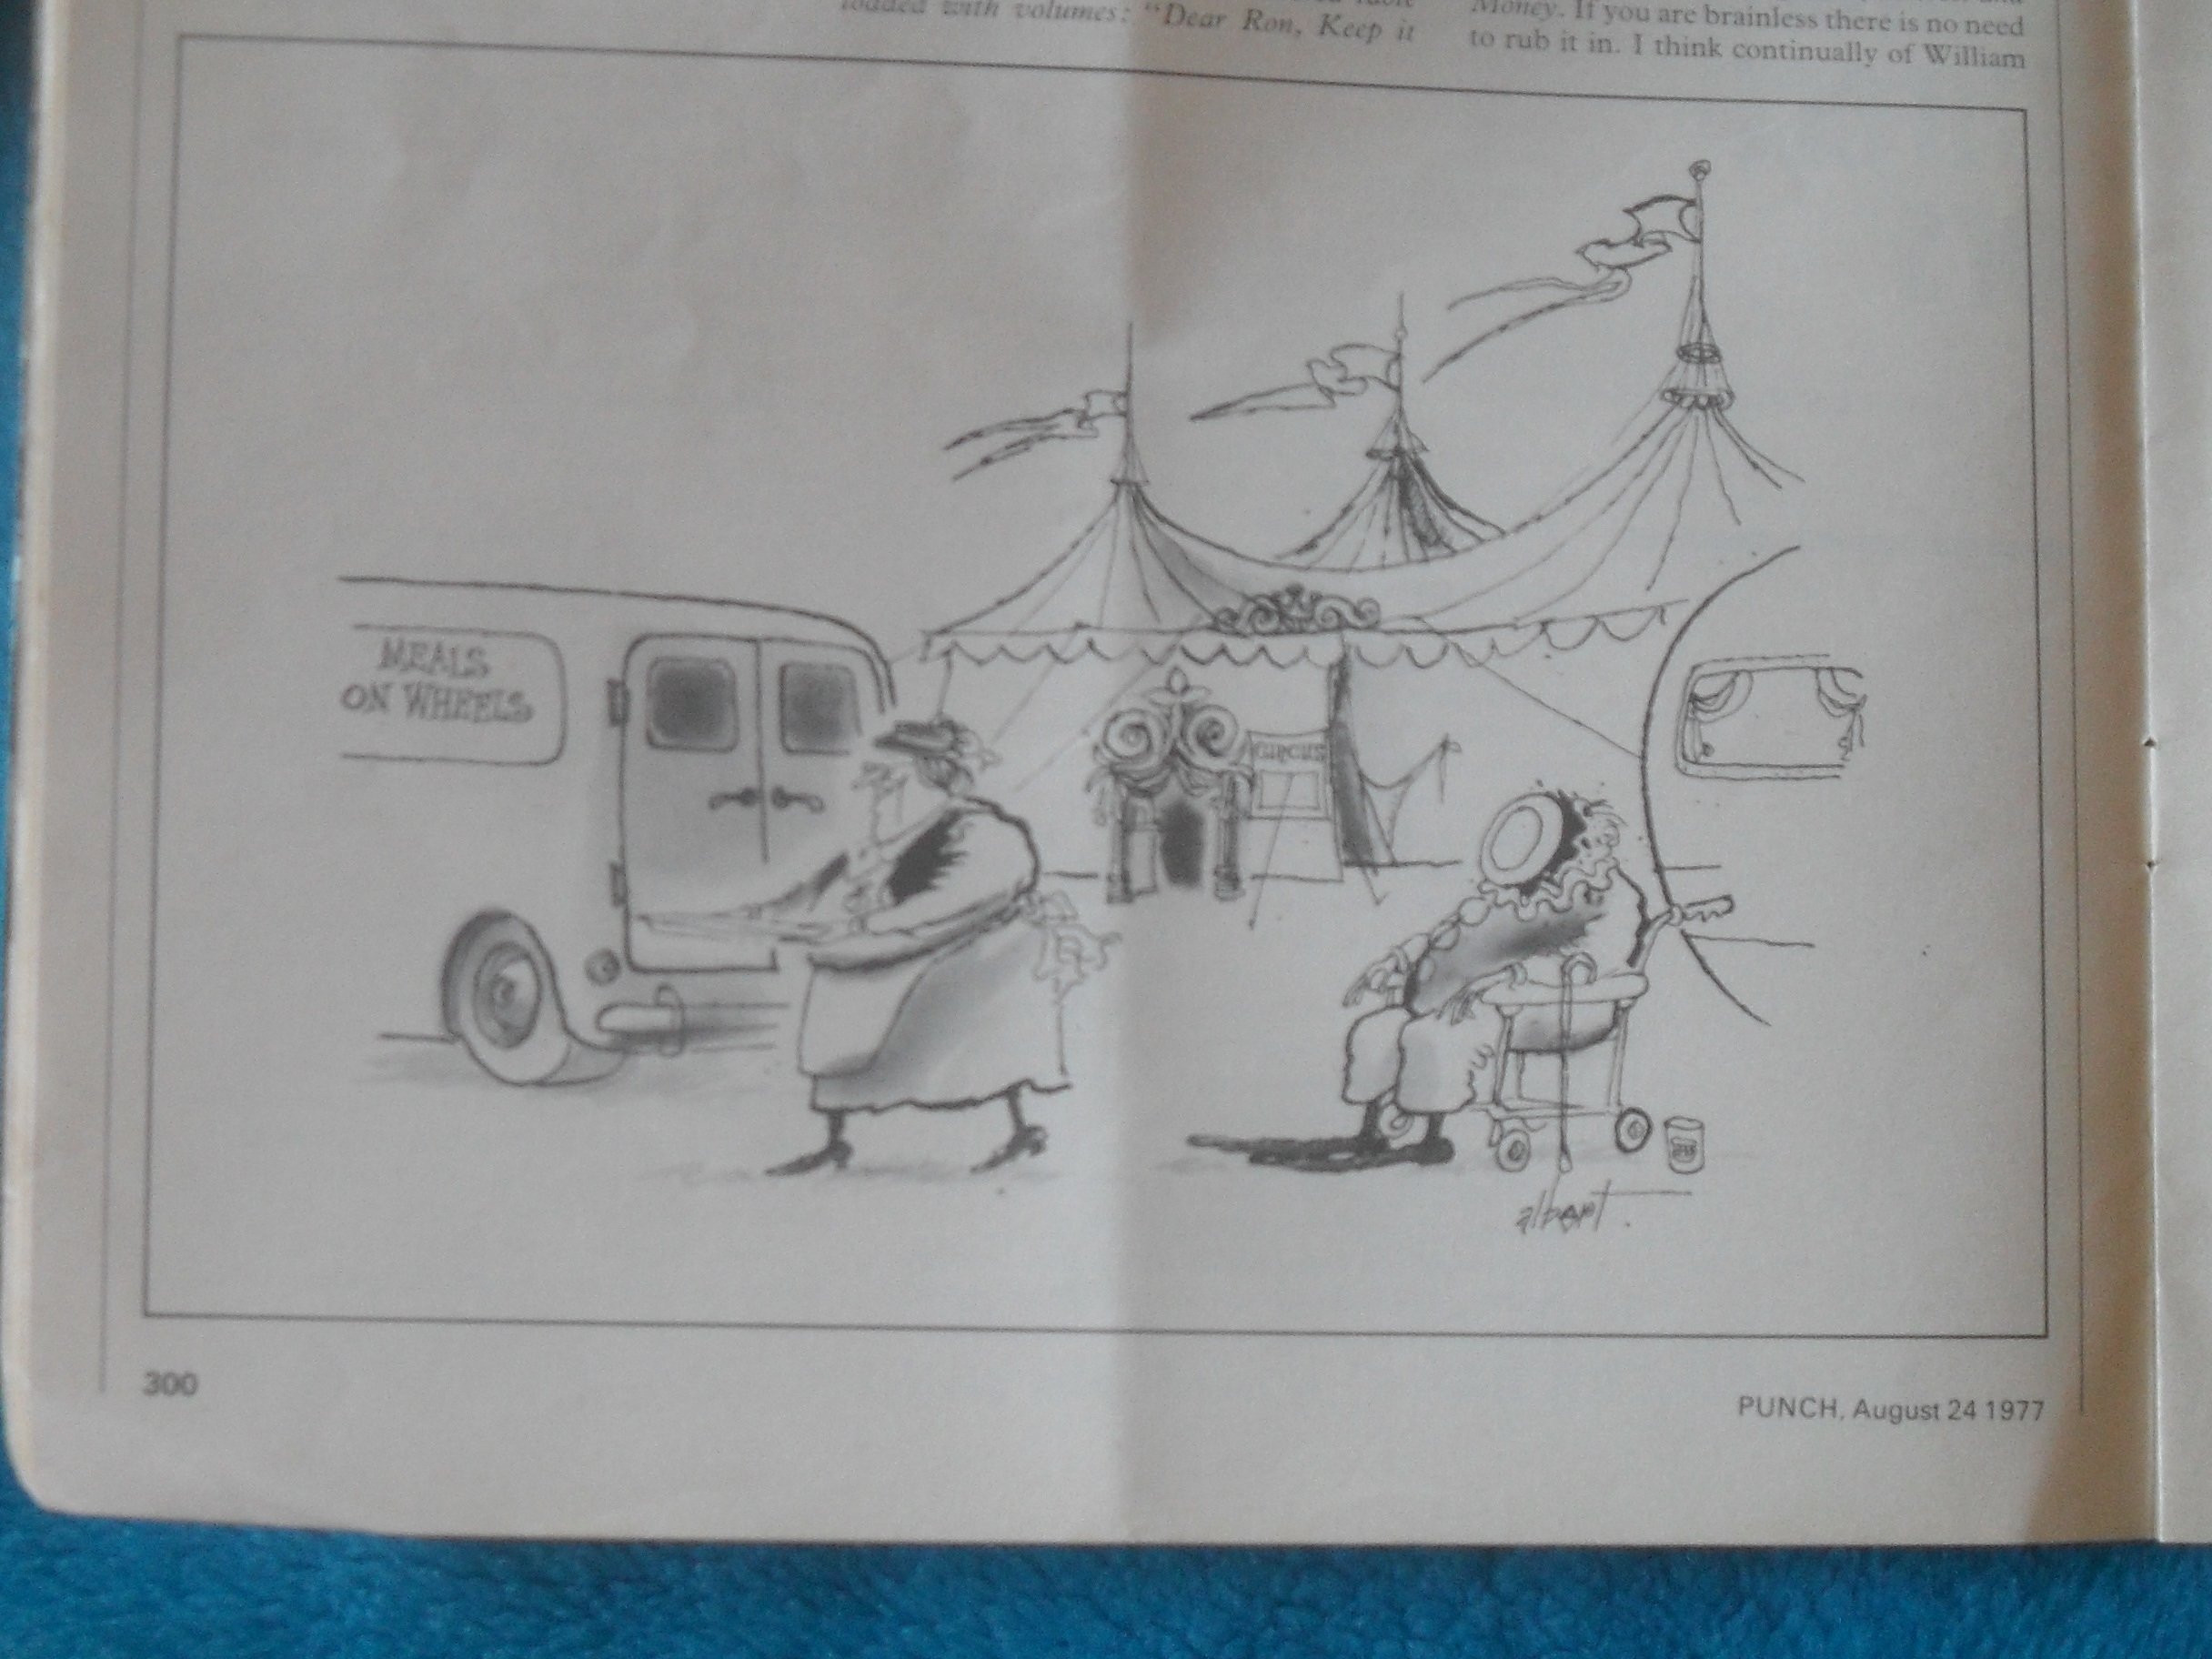 loaded with volumes: "Dear Ron, Keep it
Money. If you are brainless there is no need
to rub it in. I think continually of William
MEALS
ON WHEELS
CIRCUS
albert.
300
PUNCH, August 24 1977